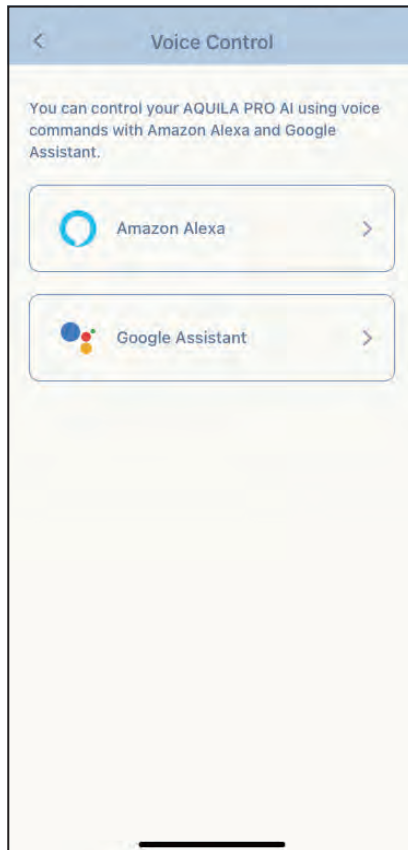 Voice Control
You can control your AQUILA PRO AI using voice
commands with Amazon Alexa and Google
Assistant.
Amazon Alexa
Google Assistant